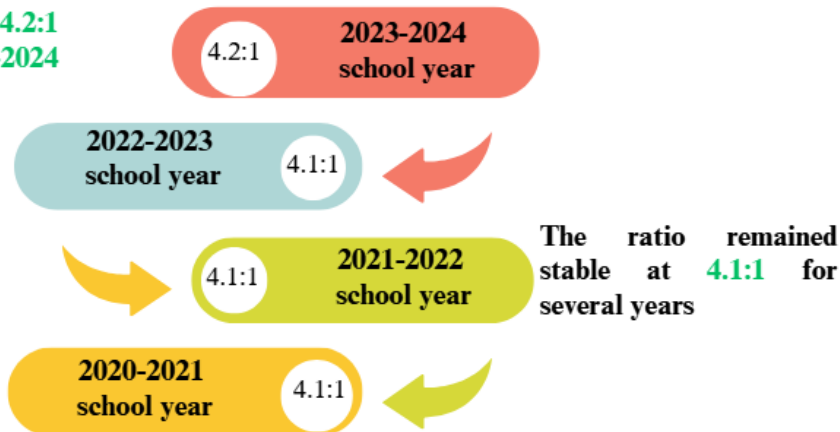 4.2:1
2024
4.2:1
2023-2024
school year
2022-2023
school year
4.1:1
4.1:1
2021-2022
school year
The ratio remained
stable at 4.1:1 for
several years
2020-2021
school year
4.1:1